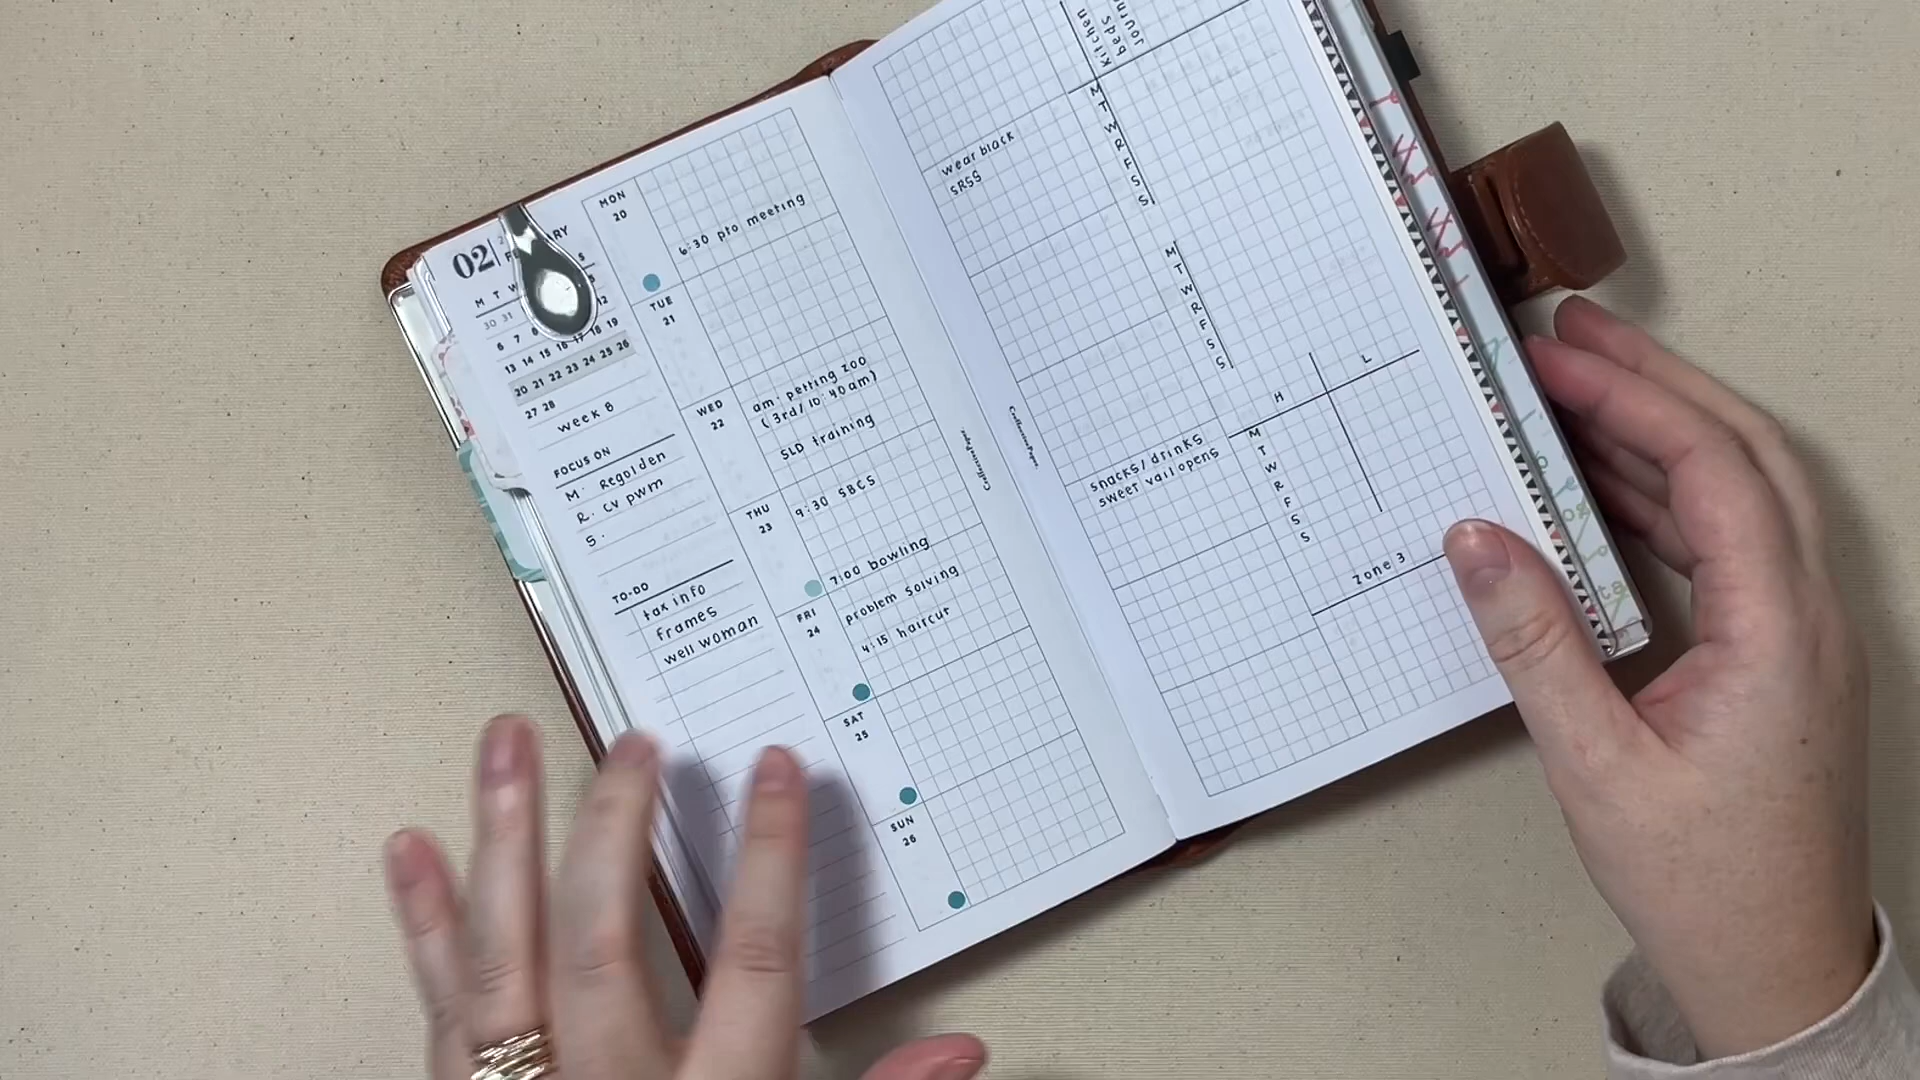 02
M T W
S
30 31
12
6 7 8
13 14 15 16 17 18 19
20 21 22 23 24 25 26
27 28
week 8
FOCUS ON
M: Regolden
R: CV pwm
S:
TO-DO
tax info
frames
well woman
MON
20
6:30 pto meeting
TUE
21
WED
22
am: petting zoo
(3rd/10:40am)
SLD training
THU
23
9:30 SBCS
7:00 bowling
FRI
24
problem solving
4:15 haircut
SAT
25
SUN
26
kitchen
beds
wear black
SRSS
M
T
W
R
F
S
S
M
T
W
R
F
S
S
snacks/drinks
sweet vail opens
H L
M
T
W
R
F
S
S
Zone 3